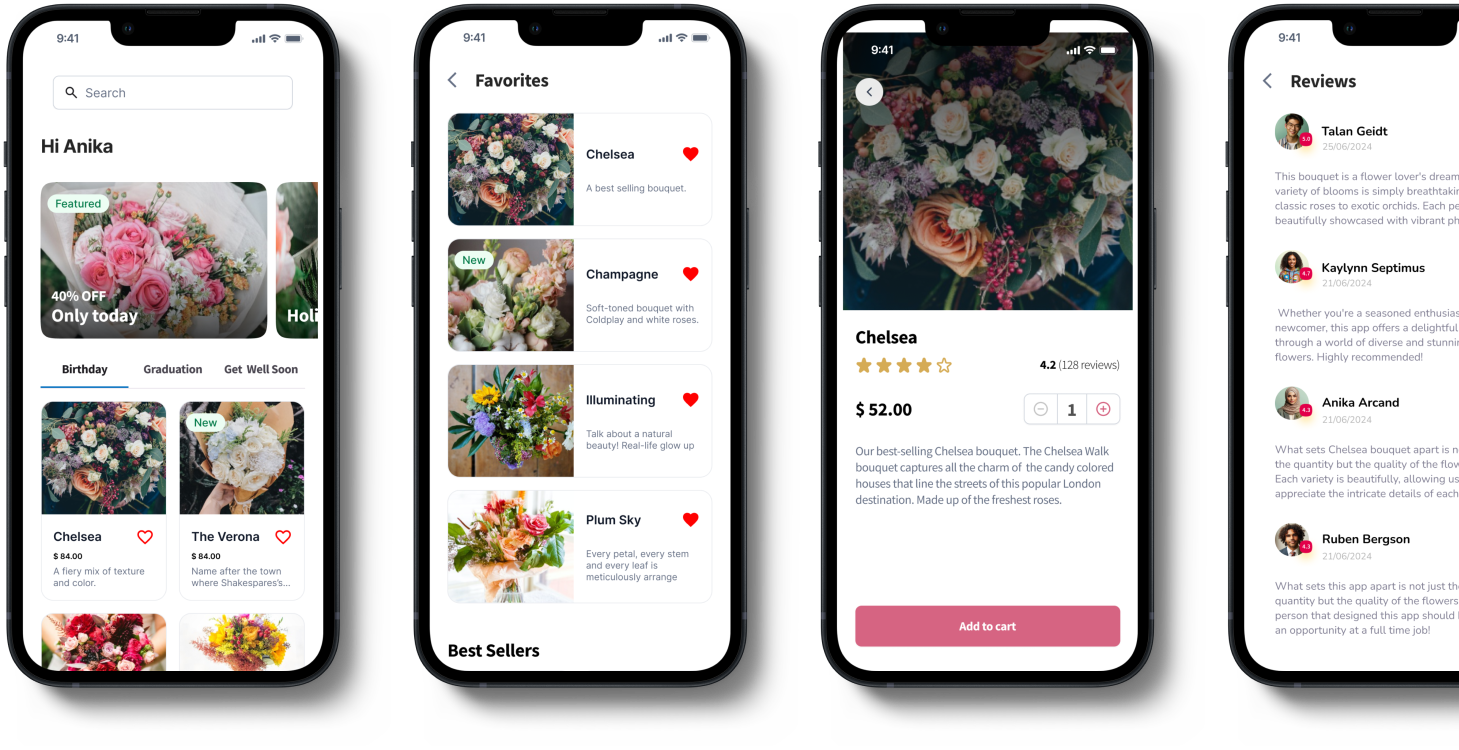 9:41
Search
Hi Anika
Featured
40% OFF
Only today
Holi
Birthday
Graduation
Get Well Soon
New
Chelsea
$ 84.00
A fiery mix of texture
and color.
The Verona
$ 84.00
Name after the town
where Shakespares's...
9:41
Favorites
Chelsea
A best selling bouquet.
New
Champagne
Soft-toned bouquet with
Coldplay and white roses.
Illuminating
Talk about a natural
beauty! Real-life glow up
Plum Sky
Every petal, every stem
and every leaf is
meticulously arrange
Best Sellers
9:41
Chelsea
4.2 (128 reviews)
$ 52.00
1
Our best-selling Chelsea bouquet. The Chelsea Walk
bouquet captures all the charm of the candy colored
houses that line the streets of this popular London
destination. Made up of the freshest roses.
Add to cart
9:41
Reviews
5.0
Talan Geidt
25/06/2024
This bouquet is a flower lover's dream
variety of blooms is simply breathtakin
classic roses to exotic orchids. Each pe
beautifully showcased with vibrant ph
4.7
Kaylynn Septimus
21/06/2024
Whether you're a seasoned enthusias
newcomer, this app offers a delightful
through a world of diverse and stunnin
flowers. Highly recommended!
4.3
Anika Arcand
21/06/2024
What sets Chelsea bouquet apart is n
the quantity but the quality of the flow
Each variety is beautifully, allowing us
appreciate the intricate details of each
4.3
Ruben Bergson
21/06/2024
What sets this app apart is not just the
quantity but the quality of the flowers
person that designed this app should
an opportunity at a full time job!